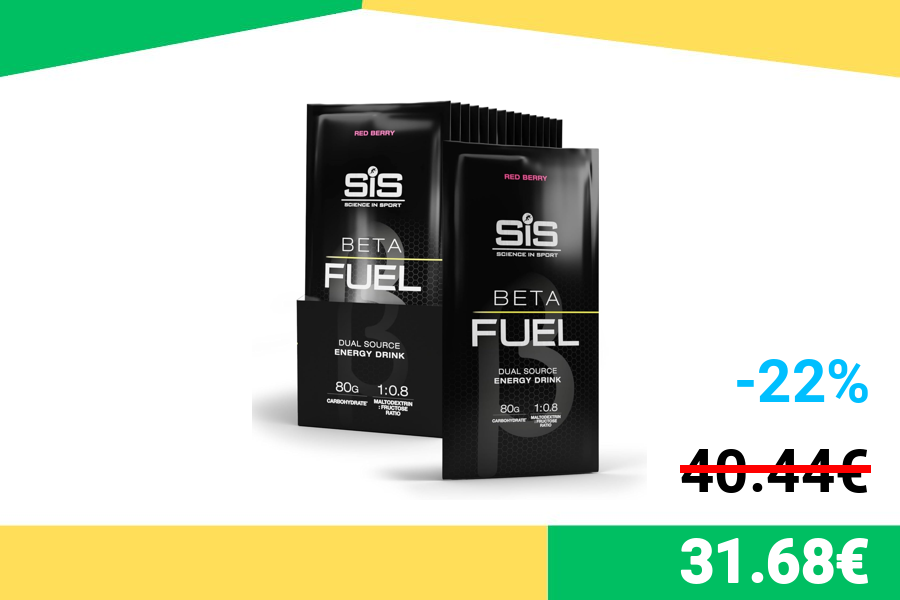 RED BERRY
SiS
SCIENCE IN SPORT
BETA
FUEL
DUAL SOURCE
ENERGY DRINK
80G 1:0.8
CARBOHYDRATE* MALTODEXTRIN
:FRUCTOSE
RATIO
RED BERRY
SiS
SCIENCE IN SPORT
BETA
FUEL
DUAL SOURCE
ENERGY DRINK
80G 1:0.8
CARBOHYDRATE* MALTODEXTRIN
:FRUCTOSE
RATIO
-22%
40.44€
31.68€